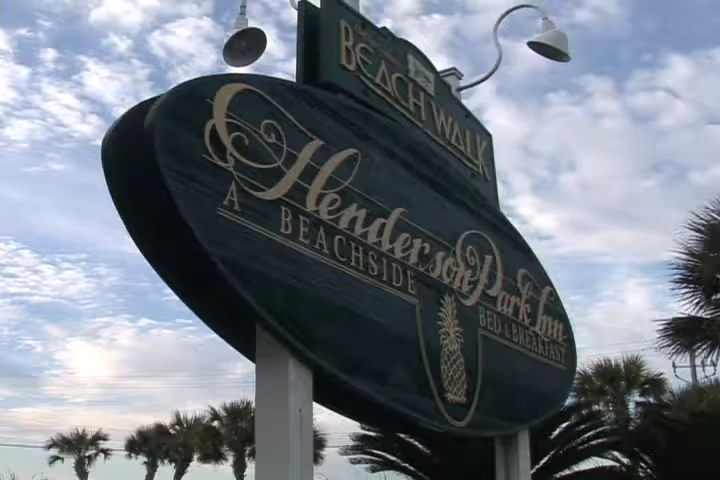 BEACH WALK
Henderson Park Inn
A BEACHSIDE BED & BREAKFAST